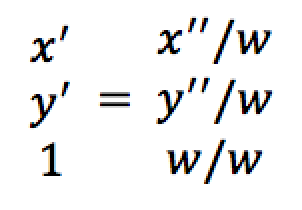 x′ x″/w
y′ = y″/w
1 w/w